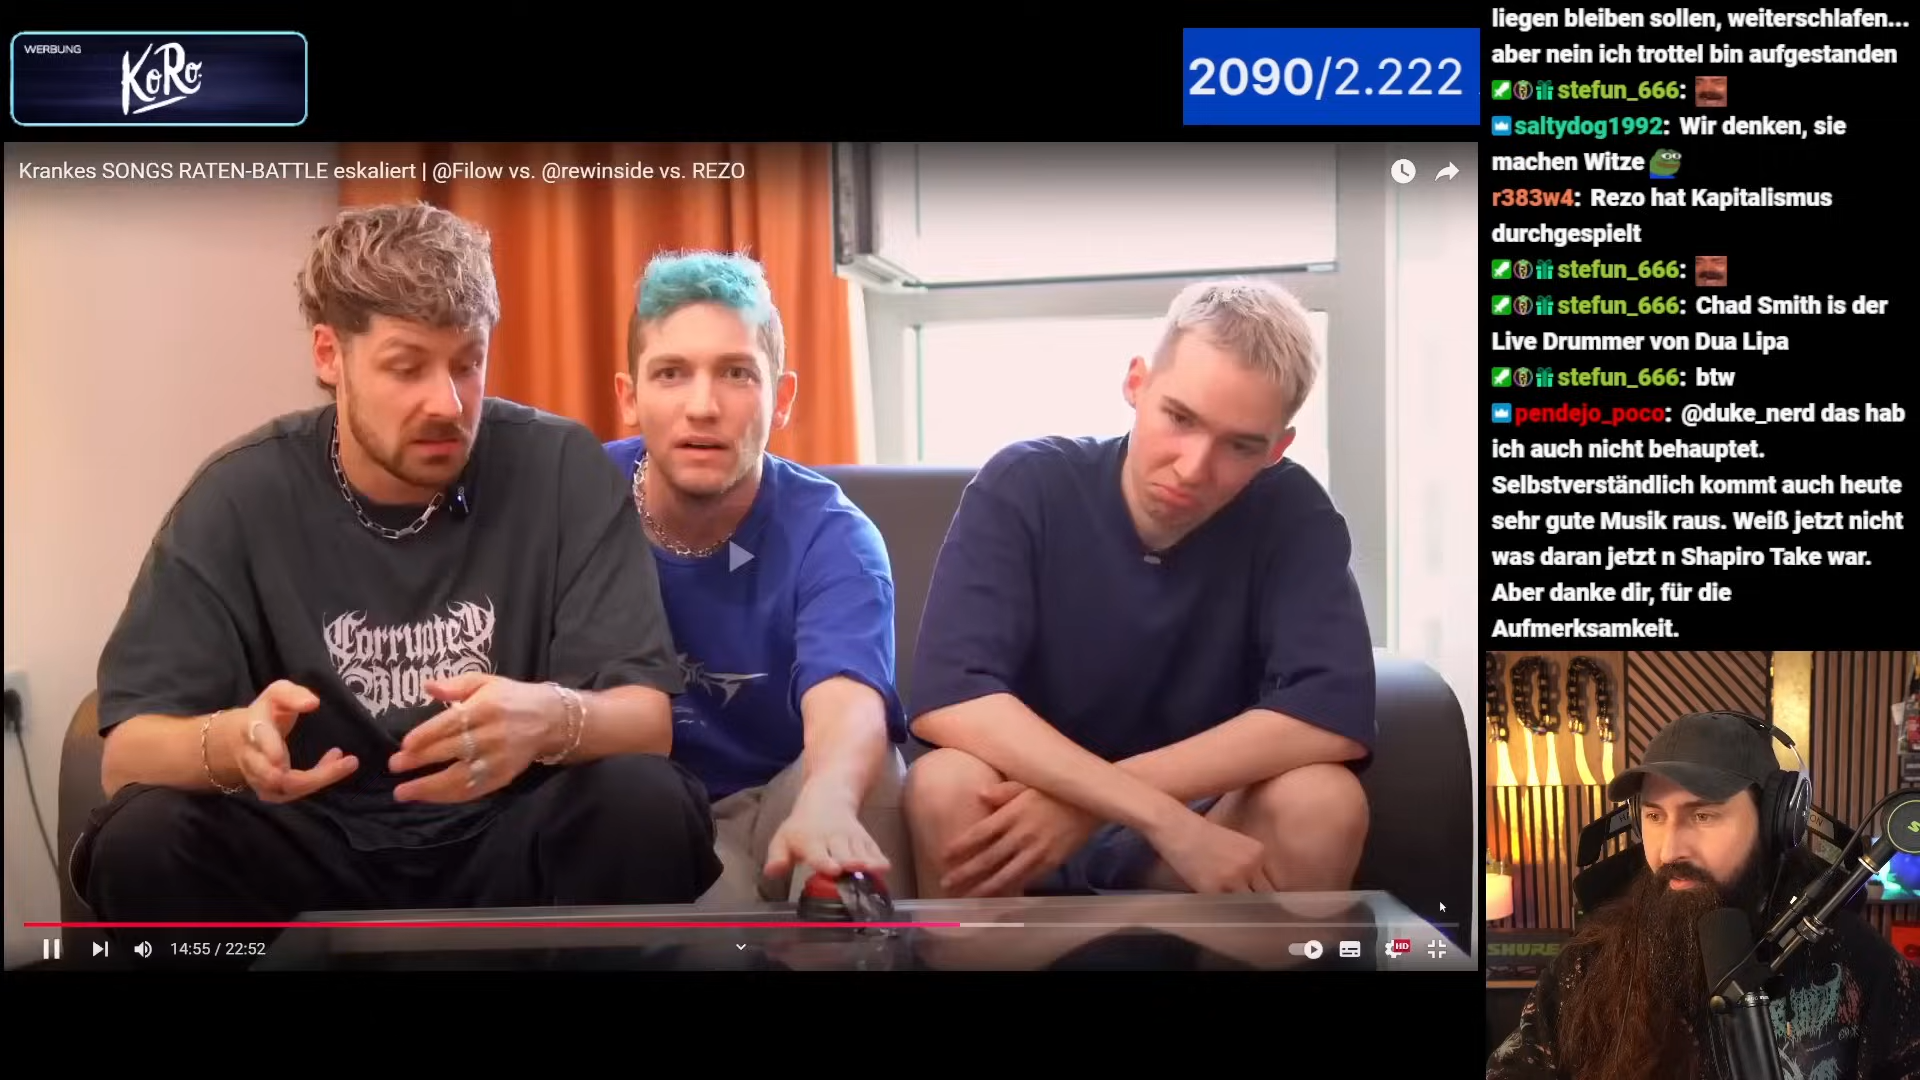 WERBUNG
KoRo
2090/2.222
Krankes SONGS RATEN-BATTLE eskaliert | @Filow vs. @rewinside vs. REZO
14:55 / 22:52
HD
liegen bleiben sollen, weiterschlafen...
aber nein ich trottel bin aufgestanden
stefun_666:
saltydog1992: Wir denken, sie
machen Witze
r383w4: Rezo hat Kapitalismus
durchgespielt
stefun_666:
stefun_666: Chad Smith is der
Live Drummer von Dua Lipa
stefun_666: btw
pendejo_poco: @duke_nerd das hab
ich auch nicht behauptet.
Selbstverständlich kommt auch heute
sehr gute Musik raus. Weiß jetzt nicht
was daran jetzt n Shapiro Take war.
Aber danke dir, für die
Aufmerksamkeit.
SHURE